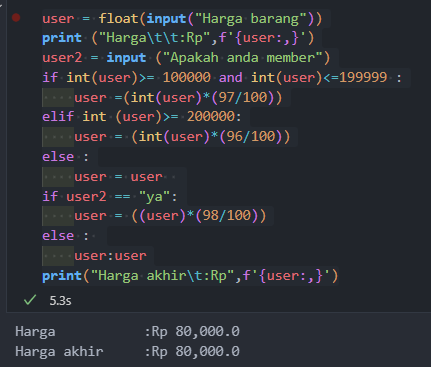 user = float(input("Harga barang"))
print ("Harga\t\t:Rp",f'{user:,}')
user2 = input ("Apakah anda member")
if int(user)>= 100000 and int(user)<=199999 :
    user =(int(user)*(97/100))
elif int (user)>= 200000:
    user = (int(user)*(96/100))
else :
    user = user
if user2 == "ya":
    user = ((user)*(98/100))
else :
    user:user
print("Harga akhir\t:Rp",f'{user:,}')
✓ 5.3s
Harga          :Rp 80,000.0
Harga akhir    :Rp 80,000.0